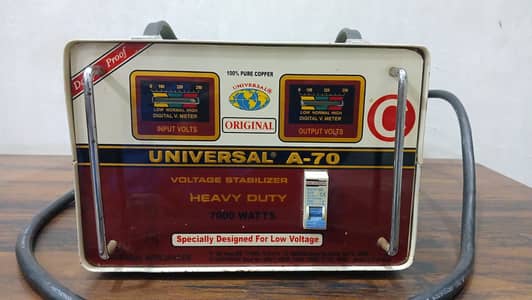 Proof
100% PURE COPPER
UNIVERSAL
LOW NORMAL HIGH
DIGITAL V. METER
INPUT VOLTS
ORIGINAL
LOW NORMAL HIGH
DIGITAL V. METER
OUTPUT VOLTS
C
UNIVERSAL® A-70
VOLTAGE STABILIZER
HEAVY DUTY
7000 WATTS
Specially Designed For Low Voltage